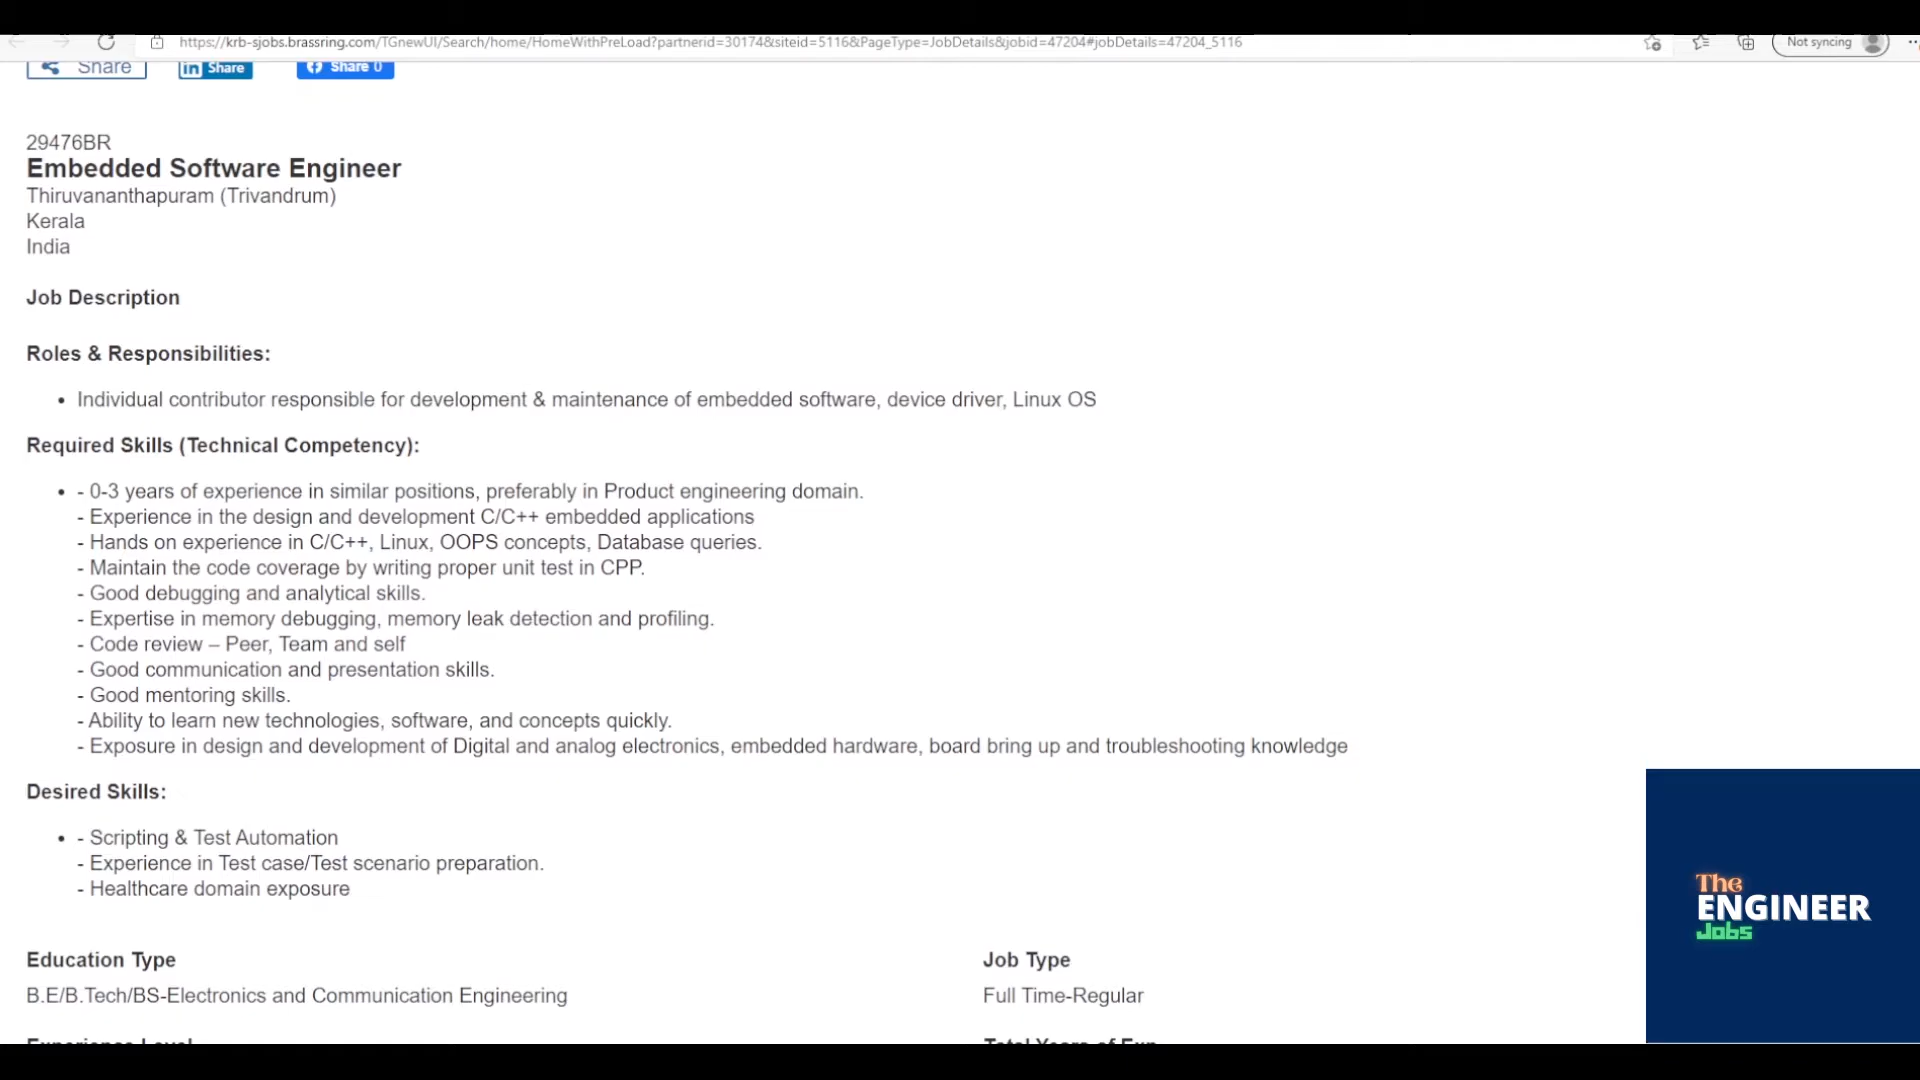 https://krb-sjobs.brassring.com/TGnewUI/Search/home/HomeWithPreLoad?partnerid=30174&siteid=5116&PageType=JobDetails&jobid=47204#jobDetails=47204_5116
Not syncing
Share
in Share
Share 0
29476BR
Embedded Software Engineer
Thiruvananthapuram (Trivandrum)
Kerala
India
Job Description
Roles & Responsibilities:
• Individual contributor responsible for development & maintenance of embedded software, device driver, Linux OS
Required Skills (Technical Competency):
• - 0-3 years of experience in similar positions, preferably in Product engineering domain.
- Experience in the design and development C/C++ embedded applications
- Hands on experience in C/C++, Linux, OOPS concepts, Database queries.
- Maintain the code coverage by writing proper unit test in CPP.
- Good debugging and analytical skills.
- Expertise in memory debugging, memory leak detection and profiling.
- Code review – Peer, Team and self
- Good communication and presentation skills.
- Good mentoring skills.
- Ability to learn new technologies, software, and concepts quickly.
- Exposure in design and development of Digital and analog electronics, embedded hardware, board bring up and troubleshooting knowledge
Desired Skills:
• - Scripting & Test Automation
- Experience in Test case/Test scenario preparation.
- Healthcare domain exposure
The
ENGINEER
Jobs
Education Type
Job Type
B.E/B.Tech/BS-Electronics and Communication Engineering
Full Time-Regular
Experience Level
Total Years of Exp